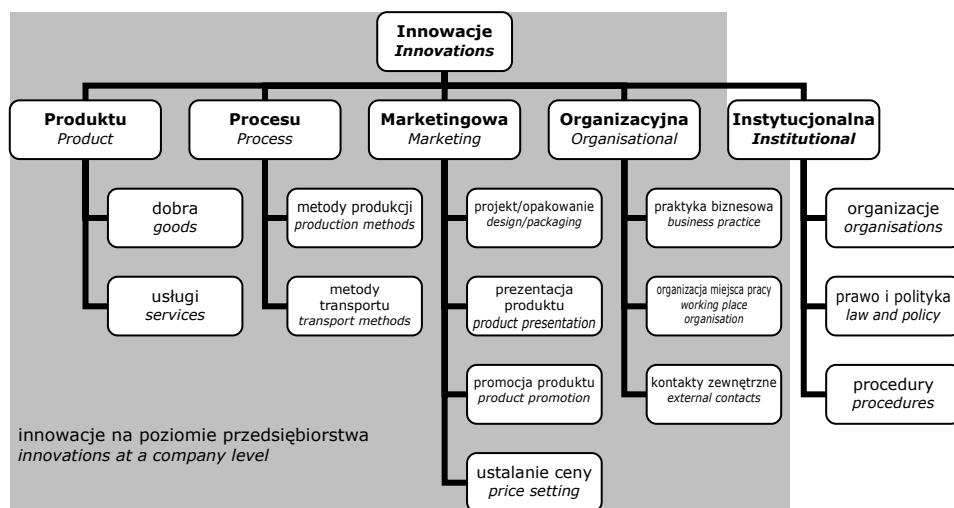 Innowacje
Innovations
Produktu
Product
Procesu
Process
Marketingowa
Marketing
Organizacyjna
Organisational
Instytucjonalna
Institutional
dobra
goods
usługi
services
metody produkcji
production methods
metody
transportu
transport methods
projekt/opakowanie
design/packaging
prezentacja
produktu
product presentation
promocja produktu
product promotion
ustalanie ceny
price setting
praktyka biznesowa
business practice
organizacja miejsca pracy
working place
organisation
kontakty zewnętrzne
external contacts
organizacje
organisations
prawo i polityka
law and policy
procedury
procedures
innowacje na poziomie przedsiębiorstwa
innovations at a company level